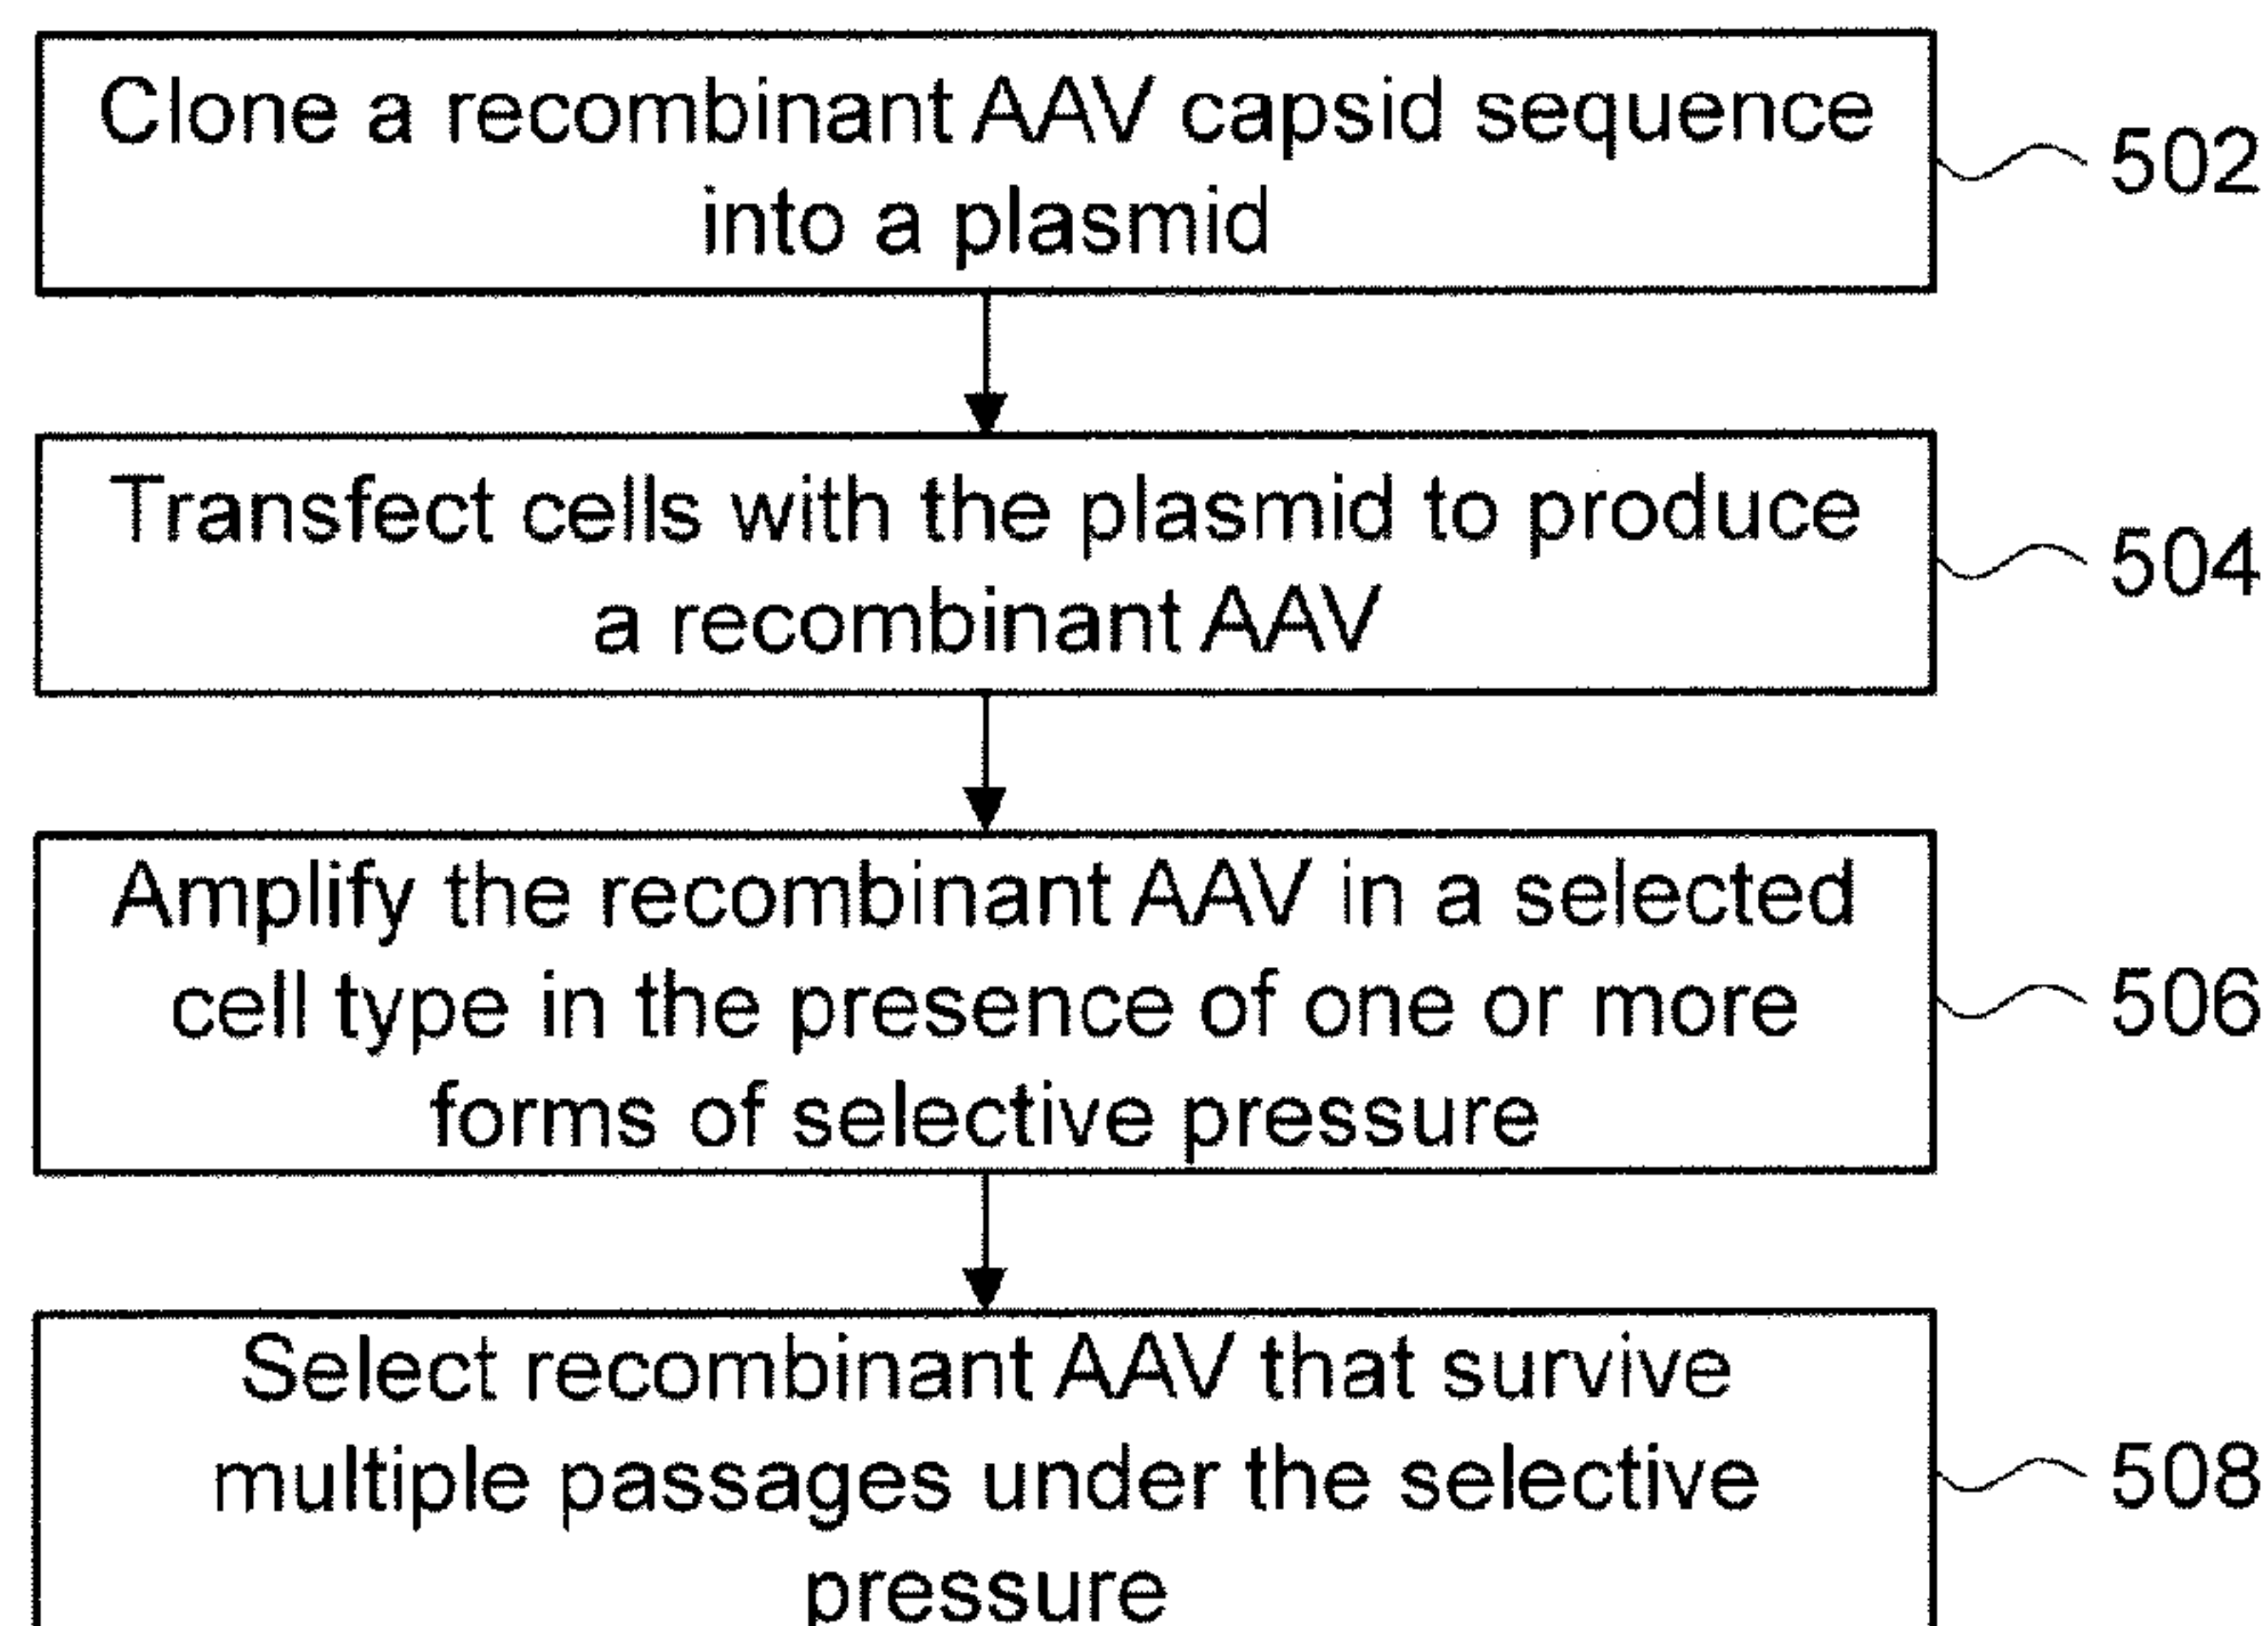 Clone a recombinant AAV capsid sequence
into a plasmid
502
Transfect cells with the plasmid to produce
a recombinant AAV
504
Amplify the recombinant AAV in a selected
cell type in the presence of one or more
forms of selective pressure
506
Select recombinant AAV that survive
multiple passages under the selective
pressure
508